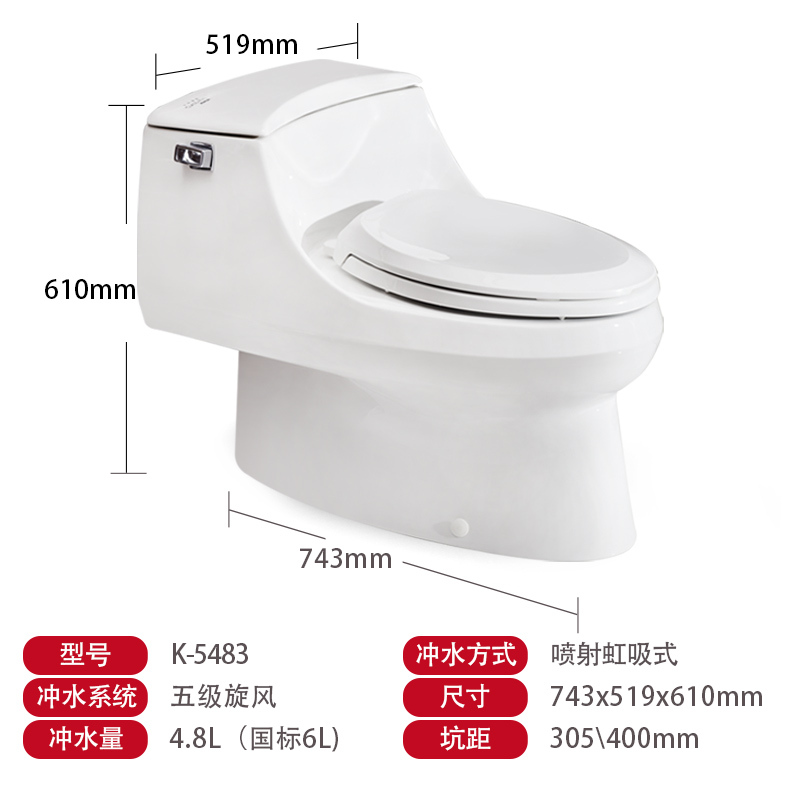 519mm
610mm
743mm
型号 K-5483
冲水方式 喷射虹吸式
冲水系统 五级旋风
尺寸 743x519x610mm
冲水量 4.8L（国标6L)
坑距 305\400mm